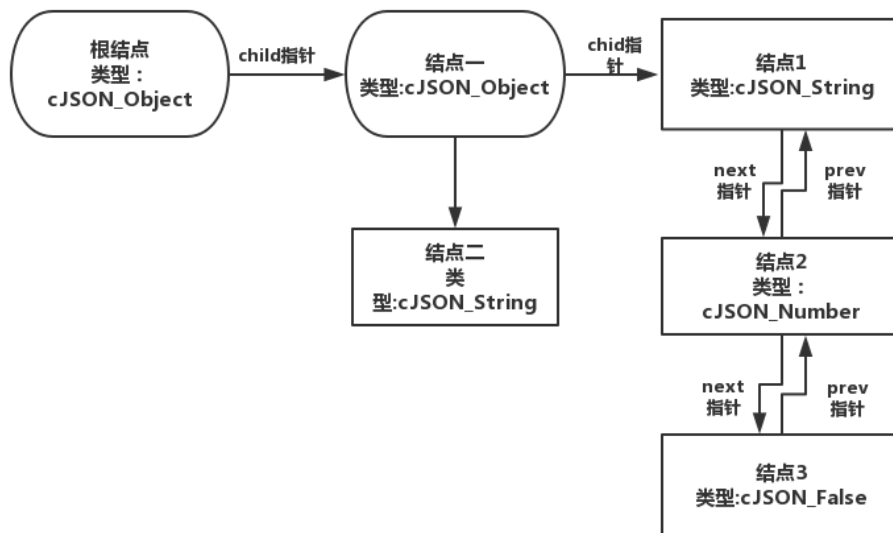 根结点
类型：
cJSON_Object
child指针
结点一
类型:cJSON_Object
chid指
针
结点1
类型:cJSON_String
next
指针
prev
指针
结点二
类
型:cJSON_String
结点2
类型：
cJSON_Number
next
指针
prev
指针
结点3
类型:cJSON_False